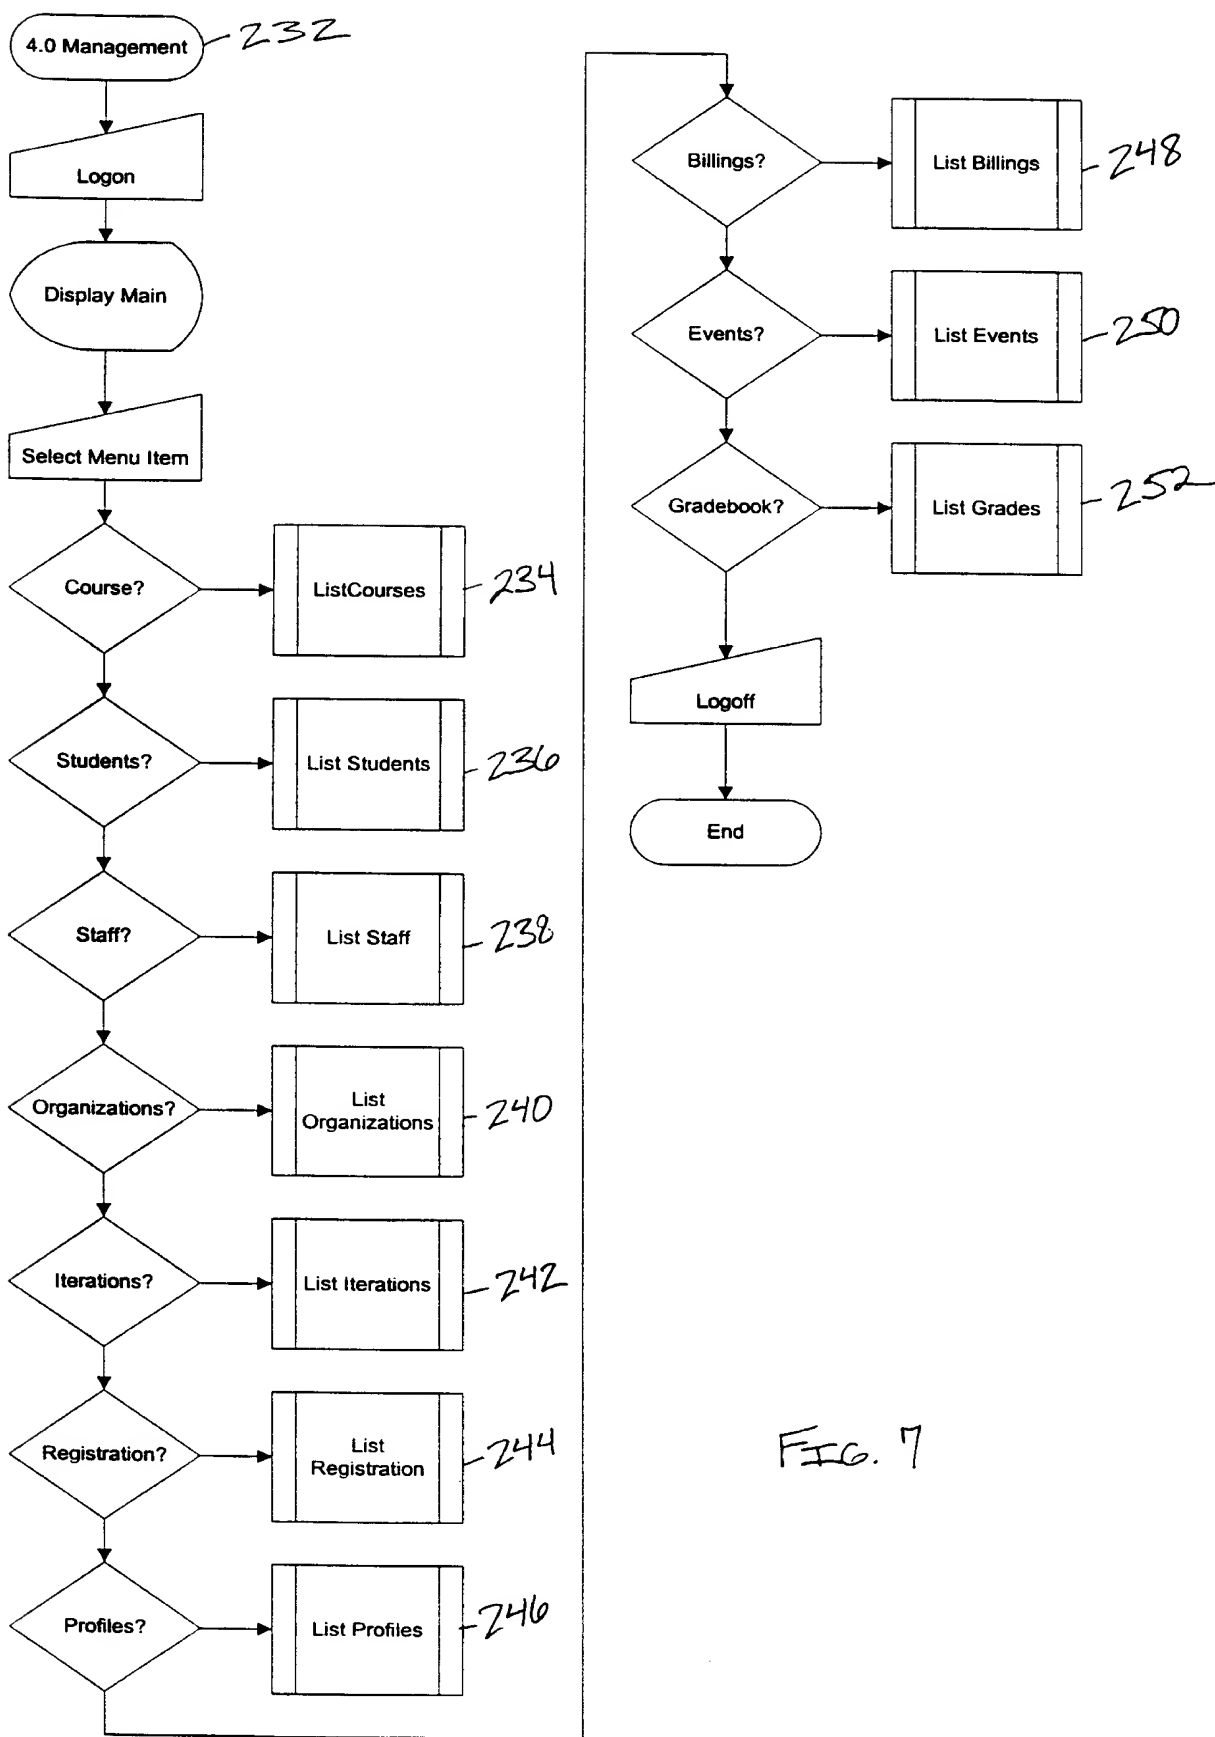 4.0 Management
232
Logon
Display Main
Select Menu Item
Course?
ListCourses
234
Students?
List Students
236
Staff?
List Staff
238
Organizations?
List
Organizations
240
Iterations?
List Iterations
242
Registration?
List
Registration
244
Profiles?
List Profiles
246
Billings?
List Billings
248
Events?
List Events
250
Gradebook?
List Grades
252
Logoff
End
FIG. 7